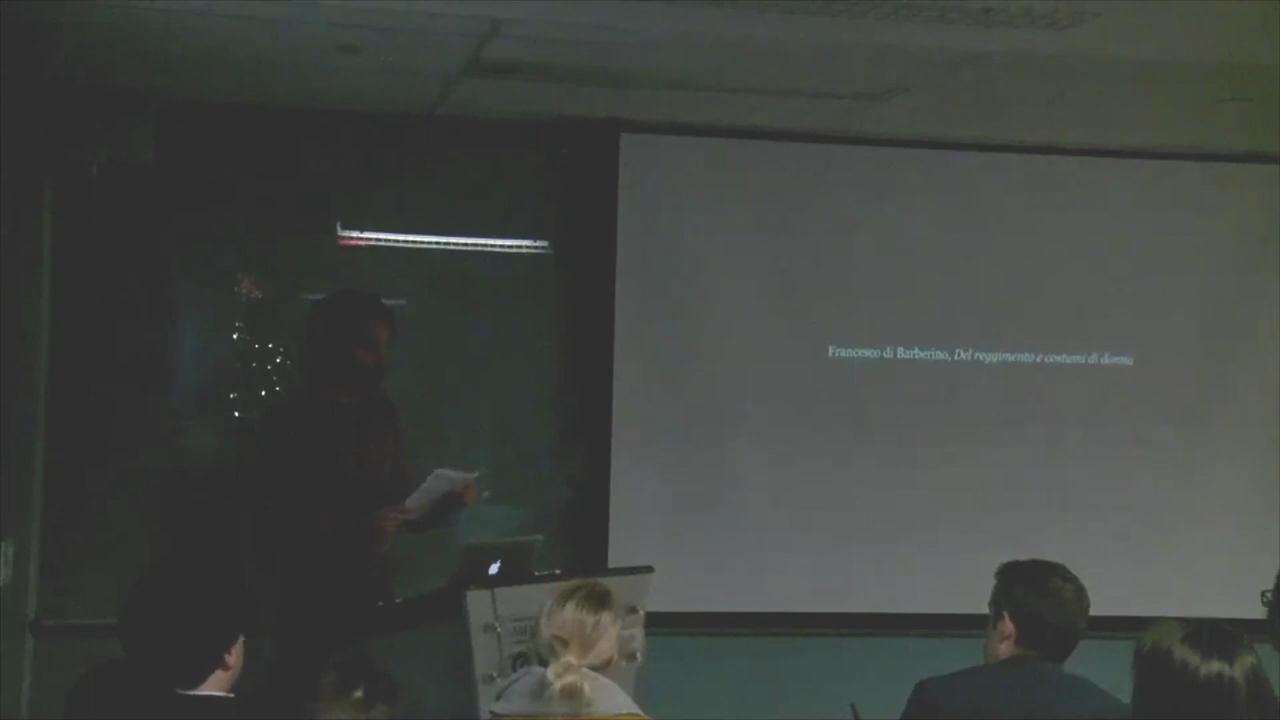 Francesco di Barberino, Del reggimento e costumi di donna